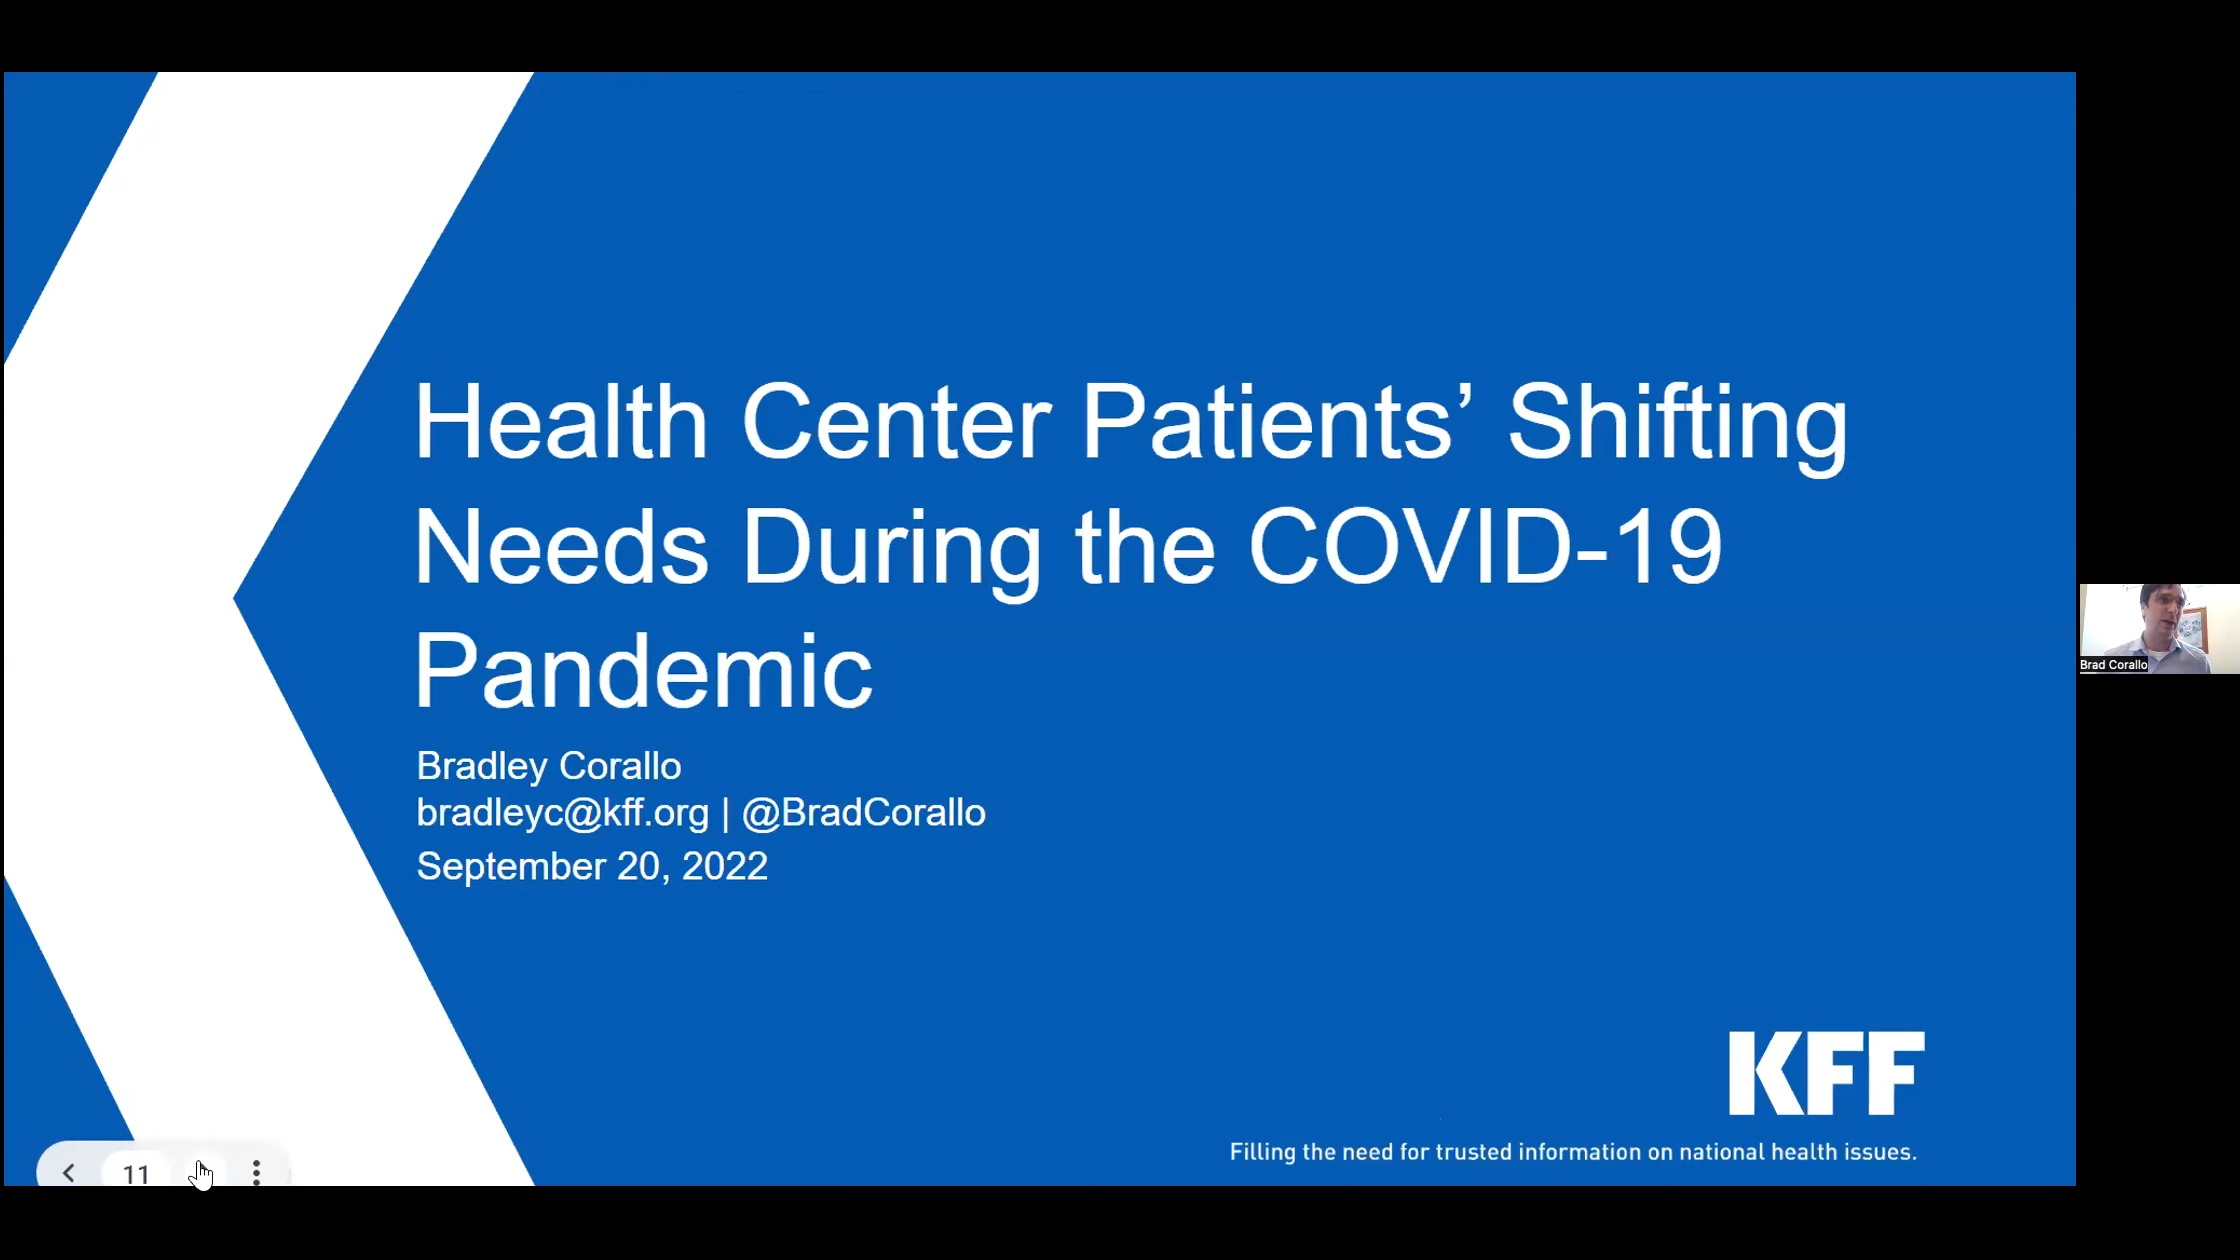 Health Center Patients’ Shifting
Needs During the COVID-19
Pandemic
Bradley Corallo
bradleyc@kff.org | @BradCorallo
September 20, 2022
KFF
Filling the need for trusted information on national health issues.
11
Brad Corallo